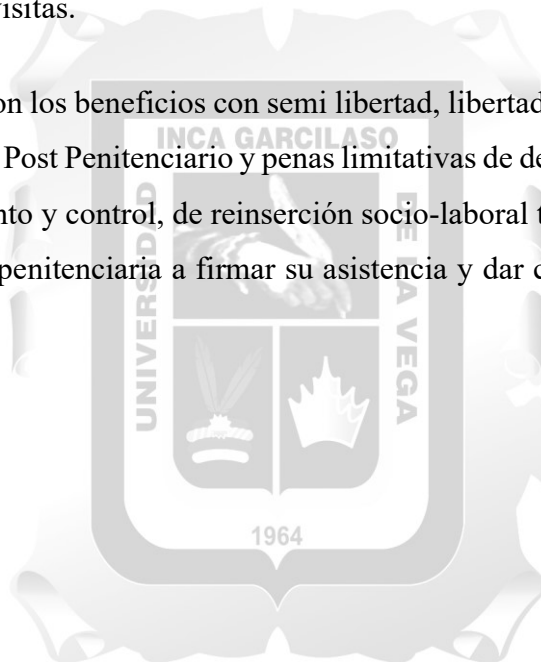 visitas.
on los beneficios con semi libertad, libertad
INCA GARCILASO
Post Penitenciario y penas limitativas de de
nto y control, de reinserción socio-laboral t
penitenciaria a firmar su asistencia y dar c
UNIVERSIDAD
DE LA VEGA
1964